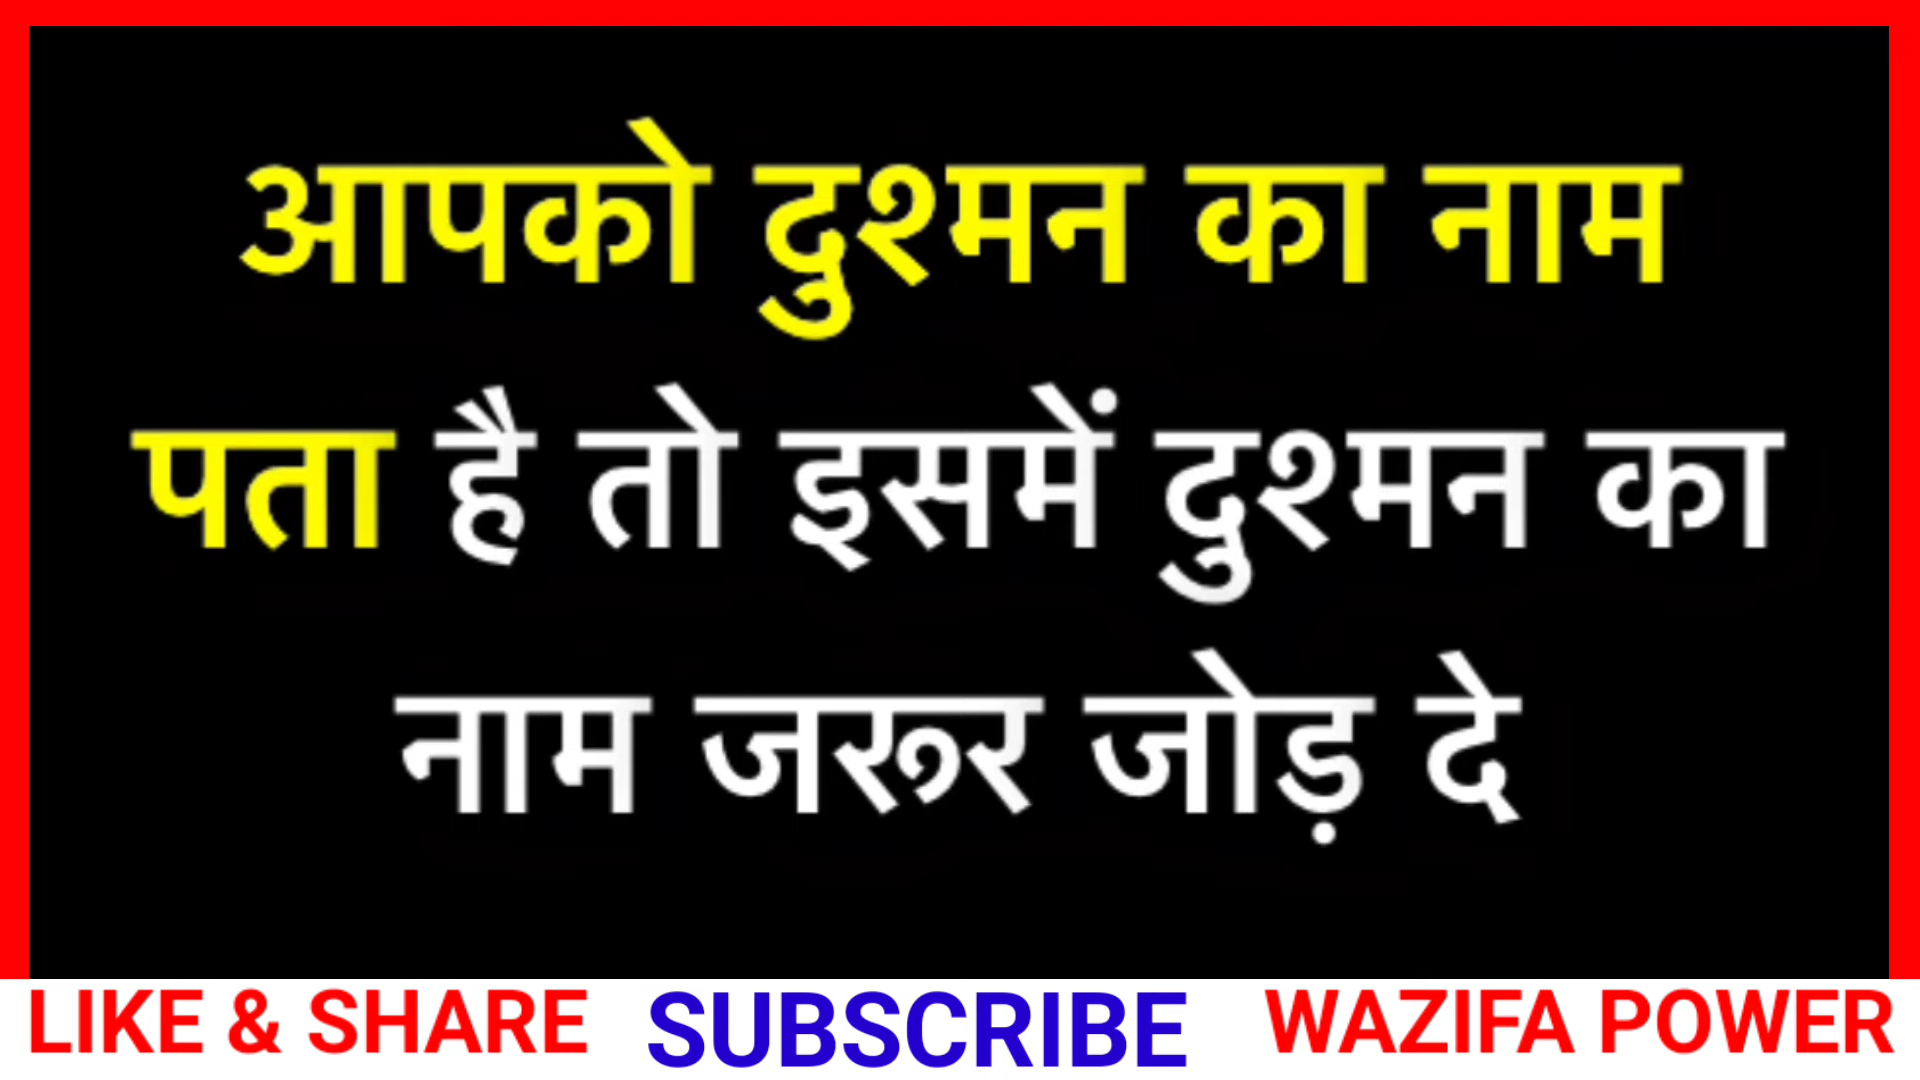 आपको दुश्मन का नाम
पता है तो इसमें दुश्मन का
नाम जरूर जोड़ दे
LIKE & SHARE SUBSCRIBE WAZIFA POWER